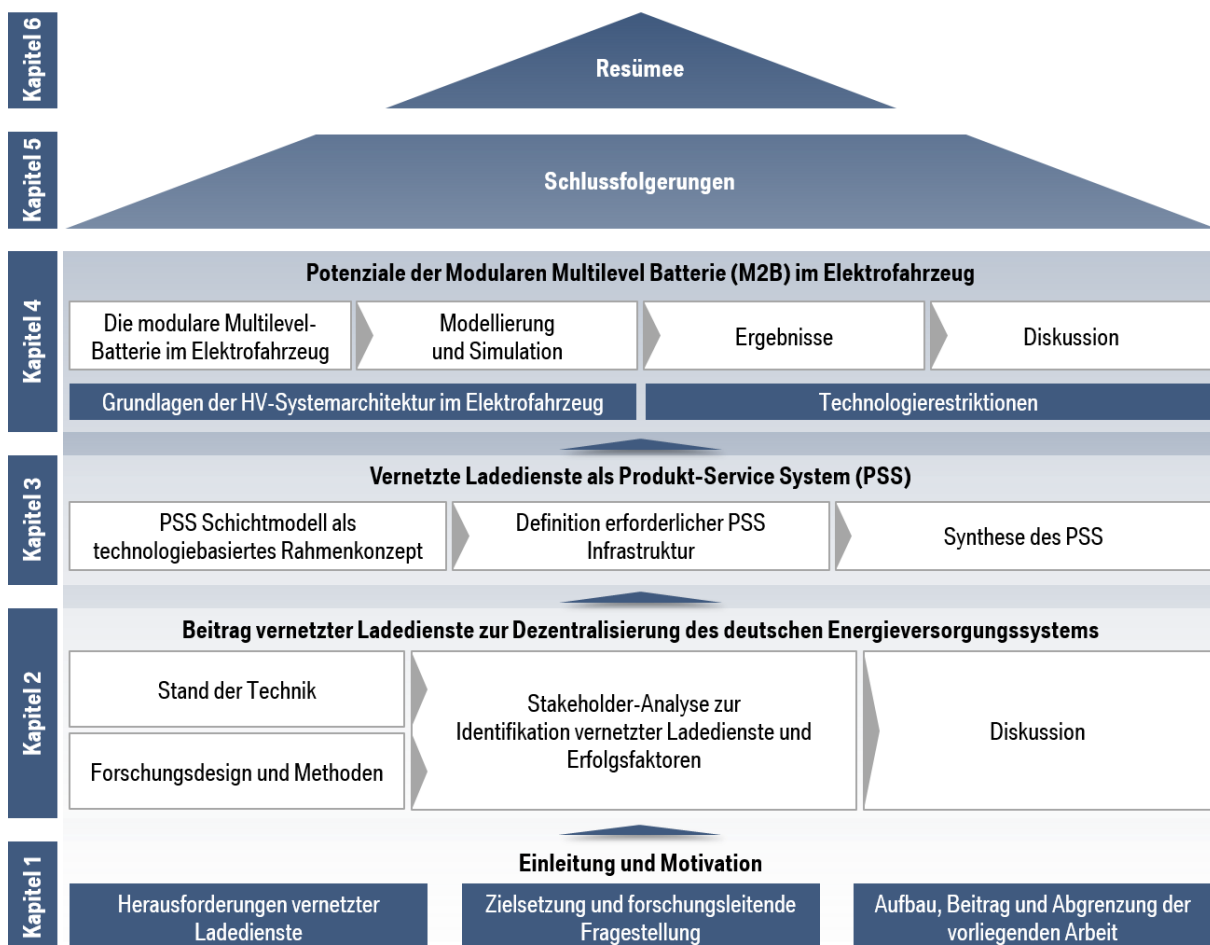 Kapitel 6
Resümee
Kapitel 5
Schlussfolgerungen
Kapitel 4
Potenziale der Modularen Multilevel Batterie (M2B) im Elektrofahrzeug
Die modulare Multilevel-
Batterie im Elektrofahrzeug
Modellierung
und Simulation
Ergebnisse
Diskussion
Grundlagen der HV-Systemarchitektur im Elektrofahrzeug
Technologierestriktionen
Kapitel 3
Vernetzte Ladedienste als Produkt-Service System (PSS)
PSS Schichtmodell als
technologiebasiertes Rahmenkonzept
Definition erforderlicher PSS
Infrastruktur
Synthese des PSS
Kapitel 2
Beitrag vernetzter Ladedienste zur Dezentralisierung des deutschen Energieversorgungssystems
Stand der Technik
Forschungsdesign und Methoden
Stakeholder-Analyse zur
Identifikation vernetzter Ladedienste und
Erfolgsfaktoren
Diskussion
Kapitel 1
Einleitung und Motivation
Herausforderungen vernetzter
Ladedienste
Zielsetzung und forschungsleitende
Fragestellung
Aufbau, Beitrag und Abgrenzung der
vorliegenden Arbeit